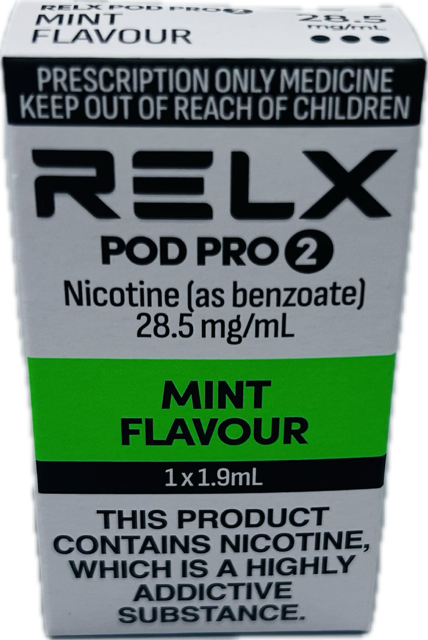 RELX POD PRO 2
MINT
FLAVOUR
28.5
mg/mL
PRESCRIPTION ONLY MEDICINE
KEEP OUT OF REACH OF CHILDREN
RELX
POD PRO 2
Nicotine (as benzoate)
28.5 mg/mL
MINT
FLAVOUR
1 x 1.9mL
THIS PRODUCT
CONTAINS NICOTINE,
WHICH IS A HIGHLY
ADDICTIVE
SUBSTANCE.